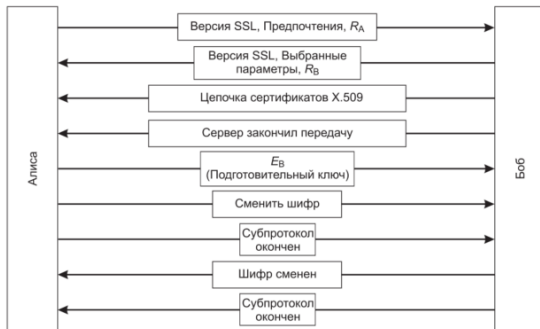 Алиса
Версия SSL, Предпочтения, RA
Версия SSL, Выбранные
параметры, RB
Цепочка сертификатов X.509
Сервер закончил передачу
EB
(Подготовительный ключ)
Сменить шифр
Субпротокол
окончен
Шифр сменен
Субпротокол
окончен
Боб